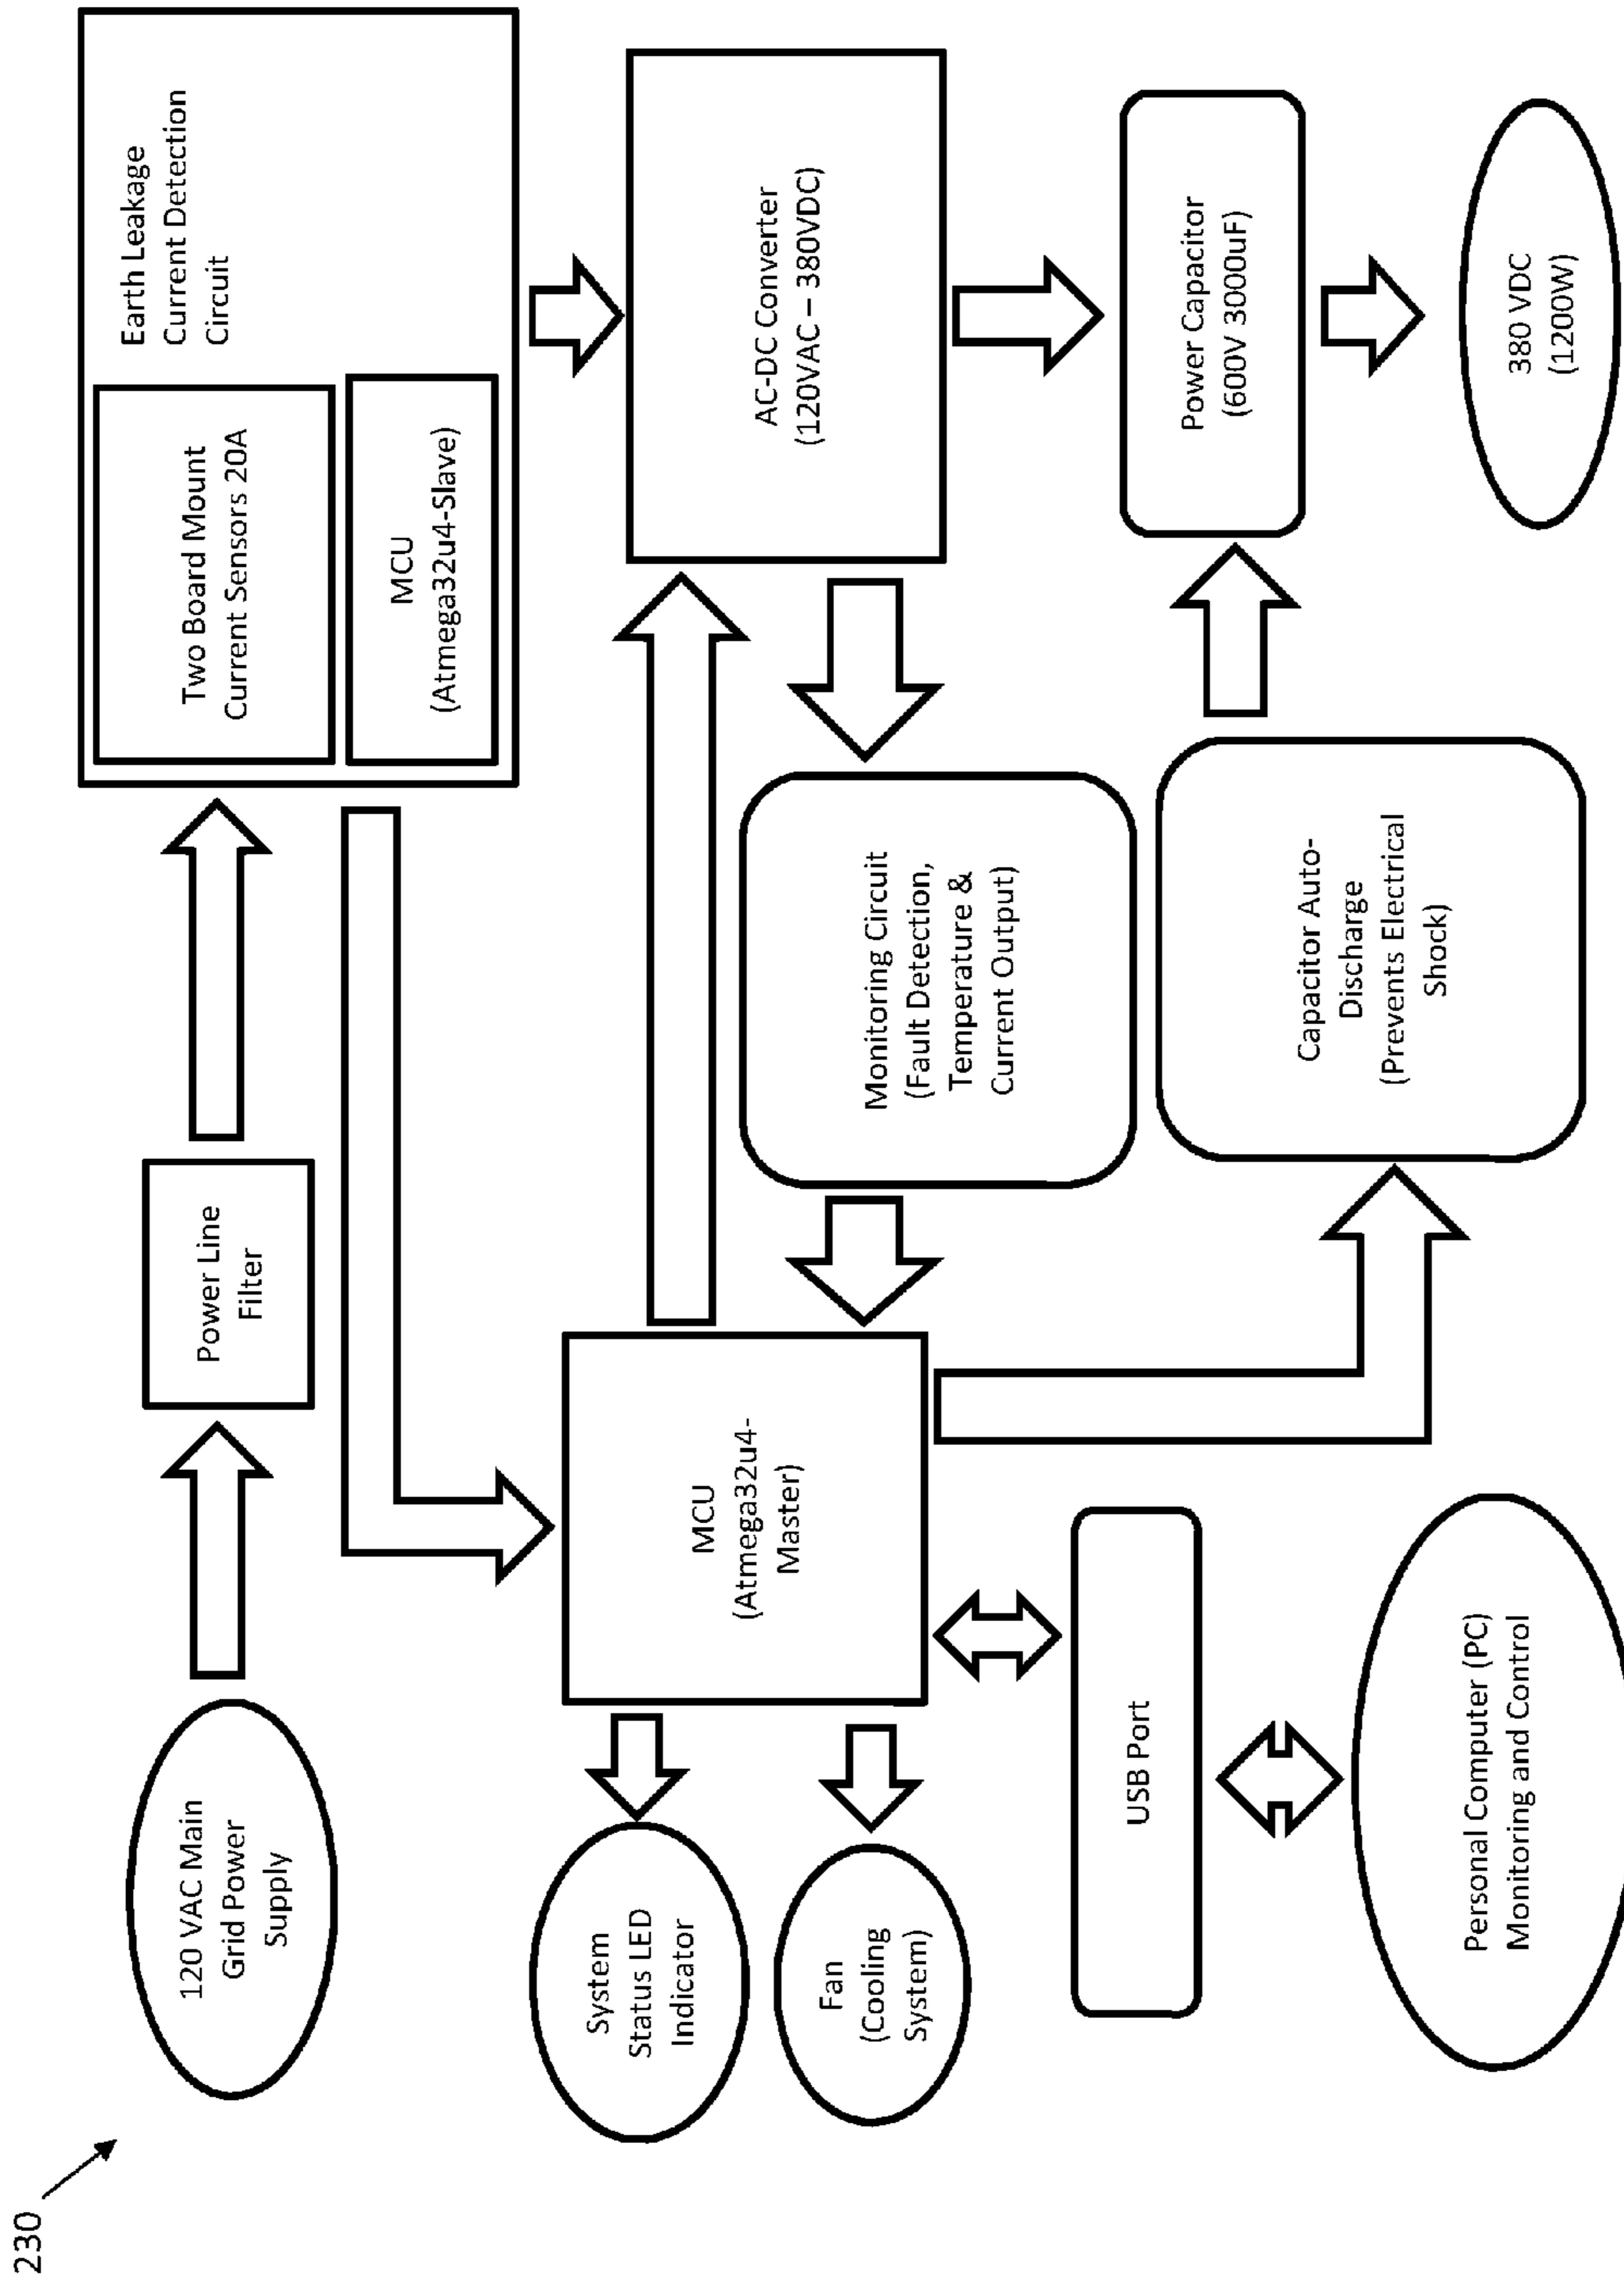 230
120 VAC Main
Grid Power
Supply
Power Line
Filter
Earth Leakage
Current Detection
Circuit
Two Board Mount
Current Sensors 20A
MCU
(Atmega32u4-Slave)
System
Status LED
Indicator
Fan
(Cooling
System)
MCU
(Atmega32u4-
Master)
AC-DC Converter
(120VAC – 380VDC)
Monitoring Circuit
(Fault Detection,
Temperature &
Current Output)
USB Port
Capacitor Auto-
Discharge
(Prevents Electrical
Shock)
Power Capacitor
(600V 3000uF)
Personal Computer (PC)
Monitoring and Control
380 VDC
(1200W)